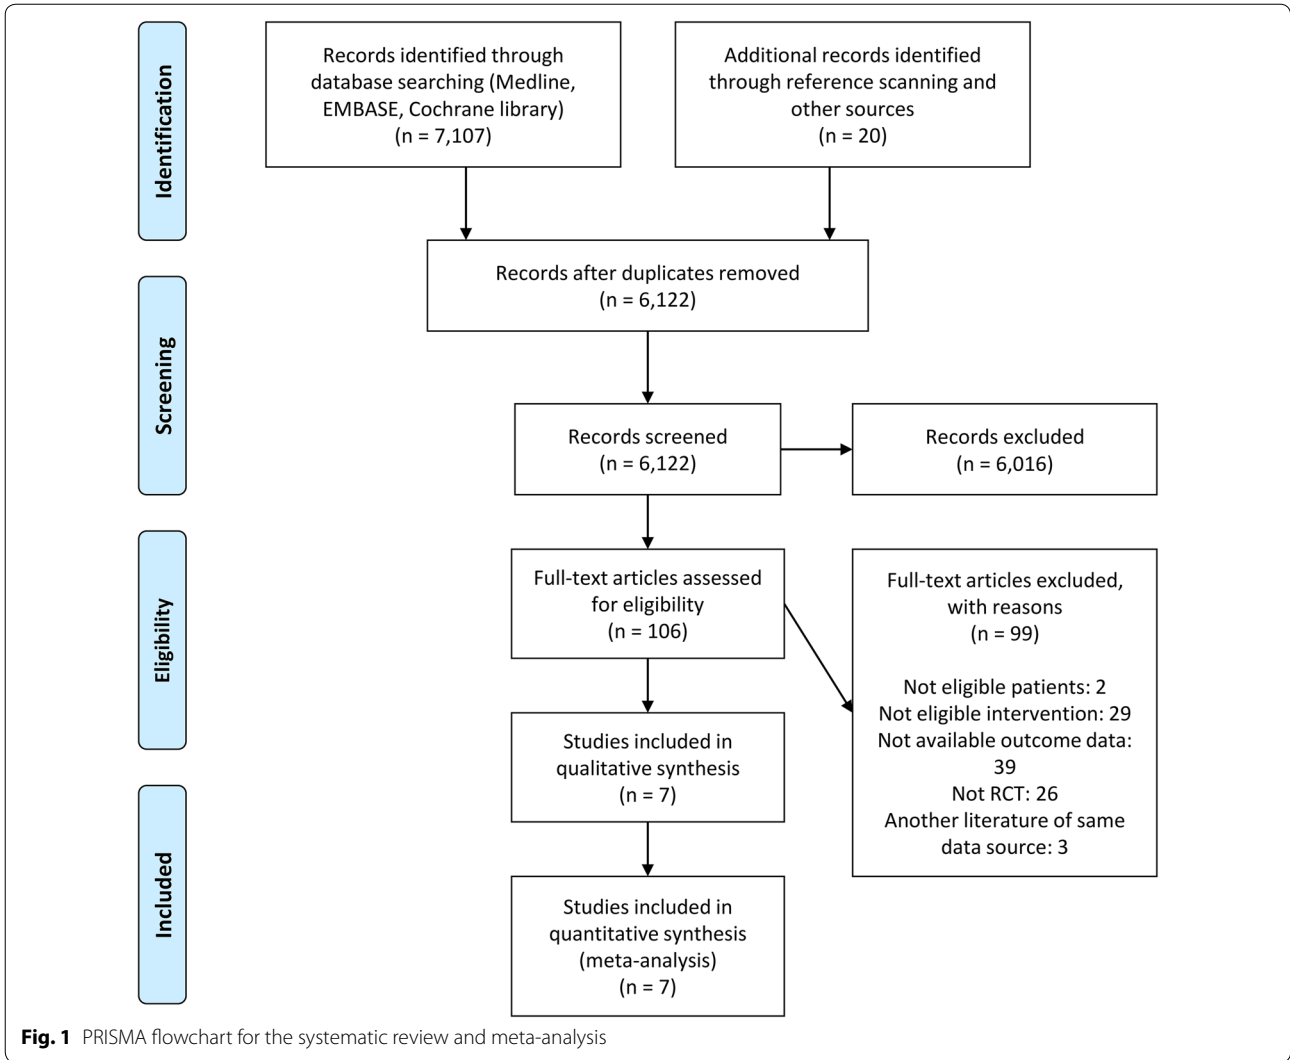 Identification
Records identified through
database searching (Medline,
EMBASE, Cochrane library)
(n = 7,107)
Additional records identified
through reference scanning and
other sources
(n = 20)
Records after duplicates removed
(n = 6,122)
Screening
Records screened
(n = 6,122)
Records excluded
(n = 6,016)
Eligibility
Full-text articles assessed
for eligibility
(n = 106)
Full-text articles excluded,
with reasons
(n = 99)
Not eligible patients: 2
Not eligible intervention: 29
Not available outcome data:
39
Not RCT: 26
Another literature of same
data source: 3
Studies included in
qualitative synthesis
(n = 7)
Included
Studies included in
quantitative synthesis
(meta-analysis)
(n = 7)
Fig. 1 PRISMA flowchart for the systematic review and meta-analysis